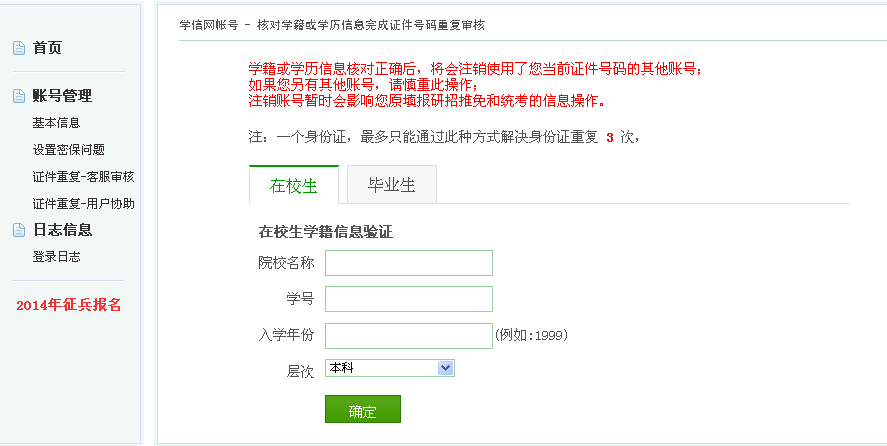 首页
账号管理
基本信息
设置密保问题
证件重复-客服审核
证件重复-用户协助
日志信息
登录日志
2014年征兵报名
学信网帐号 - 核对学籍或学历信息完成证件号码重复审核
学籍或学历信息核对正确后，将会注销使用了您当前证件号码的其他账号；
如果您另有其他账号，请慎重此操作；
注销账号暂时会影响您原填报研招推免和统考的信息操作。
注：一个身份证，最多只能通过此种方式解决身份证重复 3 次，
在校生 毕业生
在校生学籍信息验证
院校名称
学号
入学年份 (例如:1999)
层次 本科
确定